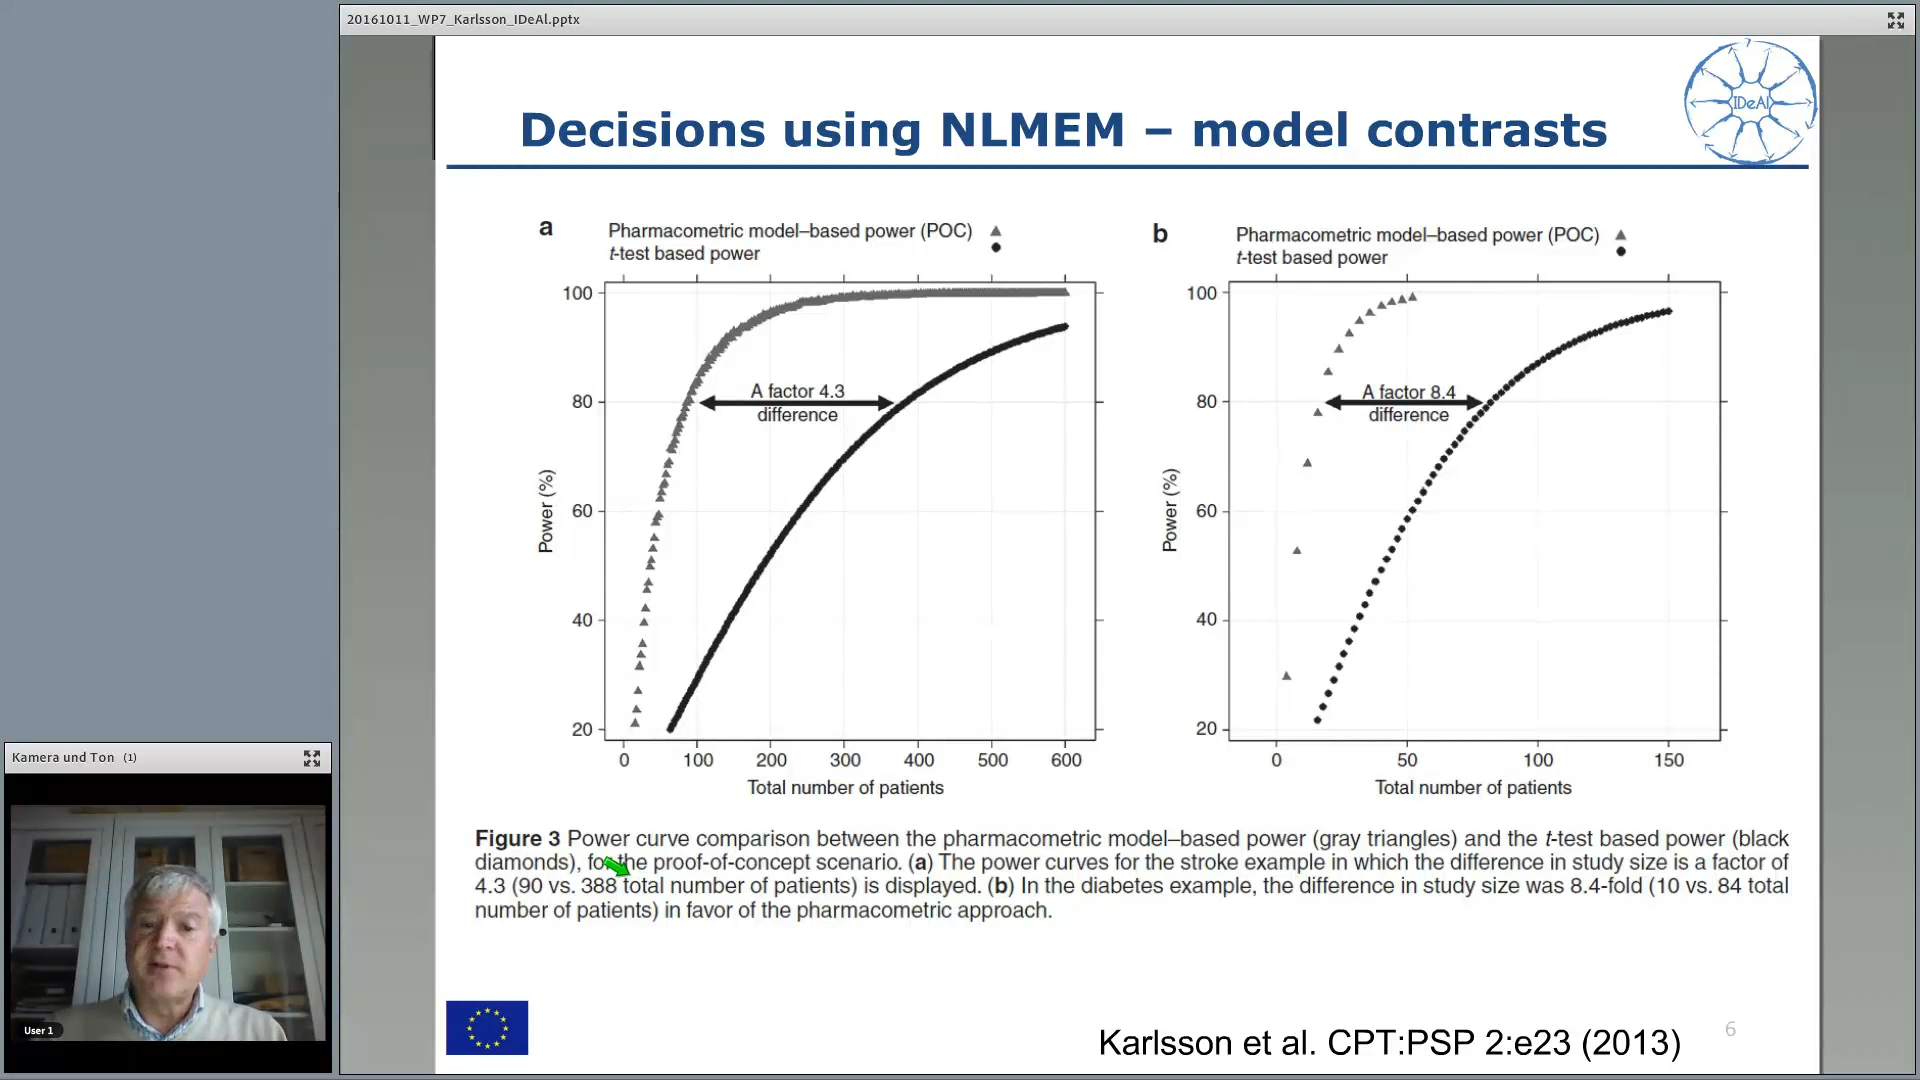 20161011_WP7_Karlsson_IDeAl.pptx
Decisions using NLMEM – model contrasts
IDeAl
a
Pharmacometric model–based power (POC)
t-test based power
100
80
60
40
20
Power (%)
A factor 4.3
difference
0 100 200 300 400 500 600
Total number of patients
b
Pharmacometric model–based power (POC)
t-test based power
100
80
60
40
20
Power (%)
A factor 8.4
difference
0 50 100 150
Total number of patients
Figure 3 Power curve comparison between the pharmacometric model–based power (gray triangles) and the t-test based power (black
diamonds), for the proof-of-concept scenario. (a) The power curves for the stroke example in which the difference in study size is a factor of
4.3 (90 vs. 388 total number of patients) is displayed. (b) In the diabetes example, the difference in study size was 8.4-fold (10 vs. 84 total
number of patients) in favor of the pharmacometric approach.
Karlsson et al. CPT:PSP 2:e23 (2013)
6
Kamera und Ton (1)
User 1